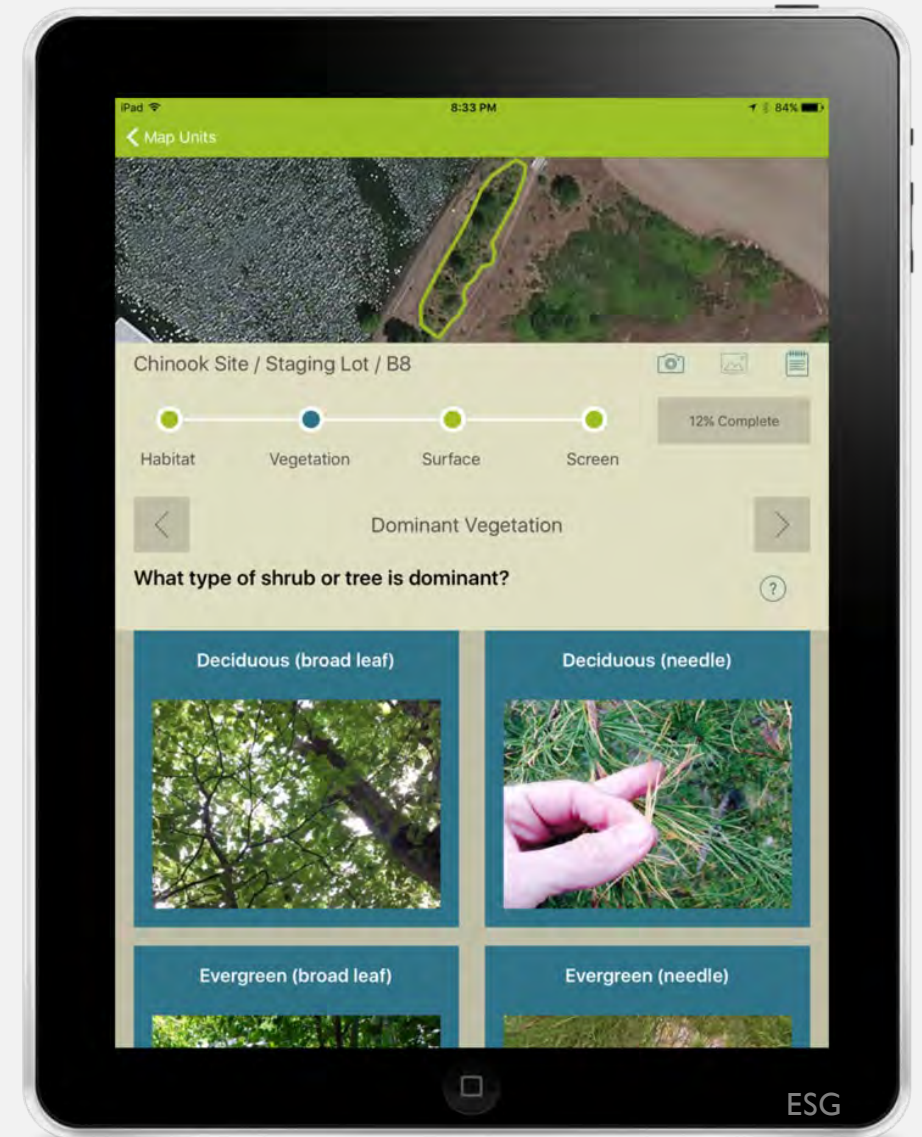 iPad 8:33 PM 84%
Map Units
Chinook Site / Staging Lot / B8
12% Complete
Habitat Vegetation Surface Screen
Dominant Vegetation
What type of shrub or tree is dominant?
?
Deciduous (broad leaf) Deciduous (needle)
Evergreen (broad leaf) Evergreen (needle)
ESG